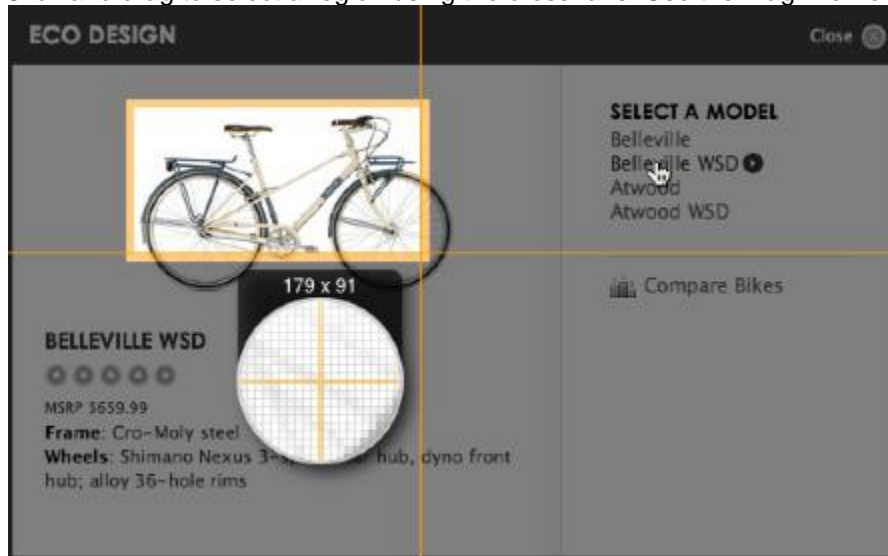 ECO DESIGN
Close
SELECT A MODEL
Belleville
Belleville WSD
Atwood
Atwood WSD
Compare Bikes
179 x 91
BELLEVILLE WSD
MSRP $659.99
Frame: Cro-Moly steel
Wheels: Shimano Nexus hub, dyno front
hub; alloy 36-hole rims